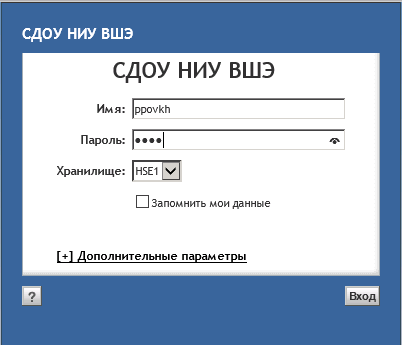 СДОУ НИУ ВШЭ
СДОУ НИУ ВШЭ
Имя: ppovkh
Пароль: ••••
Хранилище: HSE1
Запомнить мои данные
[+] Дополнительные параметры
? Вход